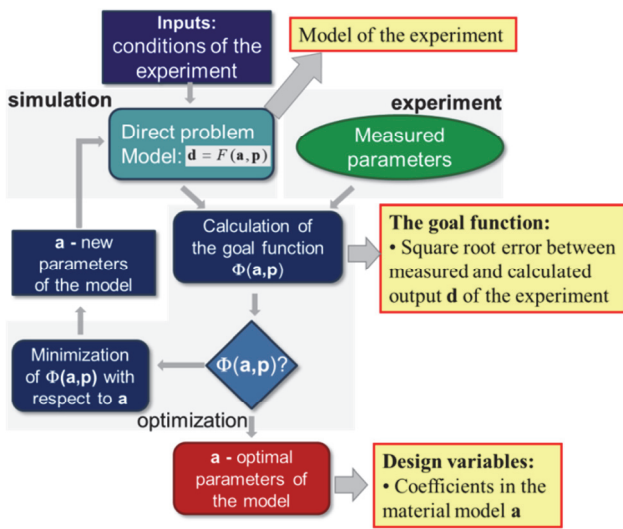 Inputs:
conditions of the
experiment
Model of the experiment
simulation
experiment
Direct problem
Model: d = F(a,p)
Measured
parameters
Calculation of
the goal function
Φ(a,p)
The goal function:
• Square root error between
measured and calculated
output d of the experiment
a - new
parameters
of the model
Minimization
of Φ(a,p) with
respect to a
Φ(a,p)?
optimization
a - optimal
parameters of
the model
Design variables:
• Coefficients in the
material model a